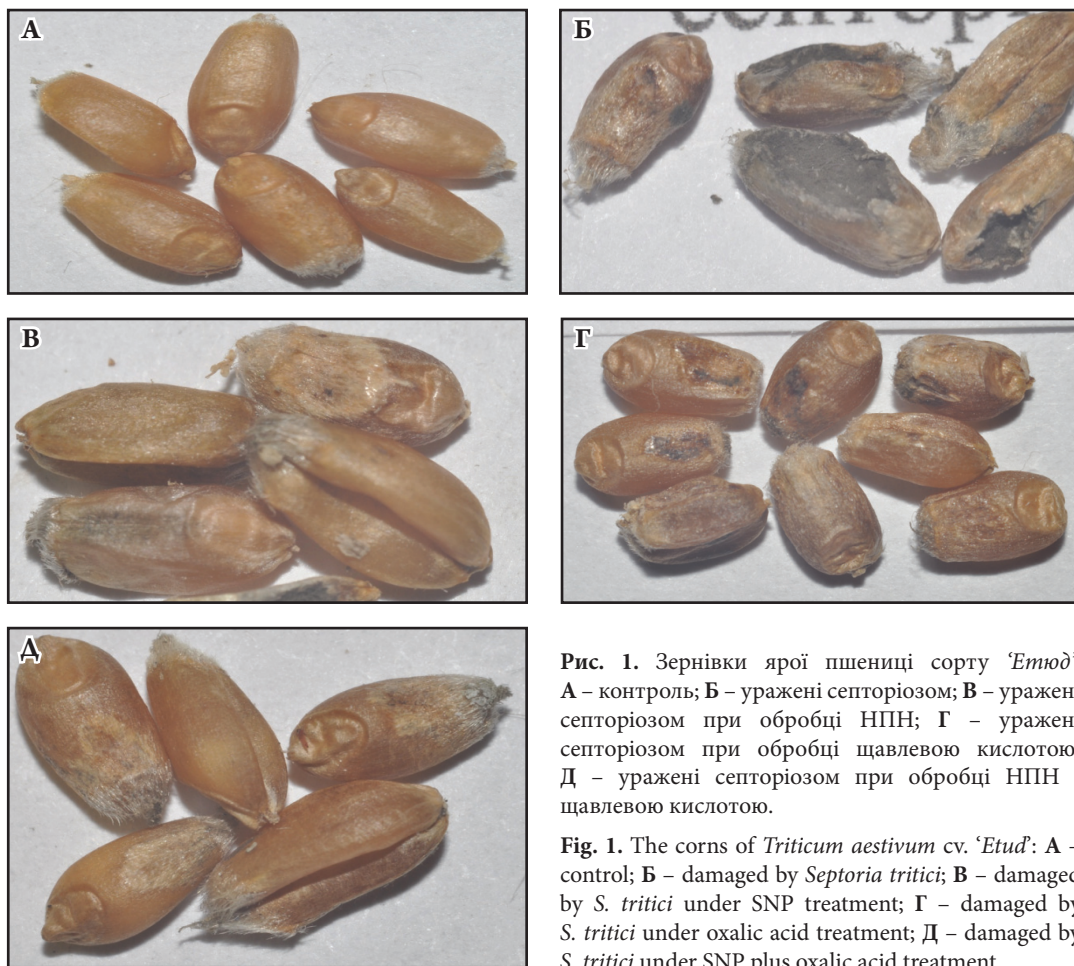 А
Б
В
Г
Д
Рис. 1. Зернівки ярої пшениці сорту ‘Етюд’
А – контроль; Б – уражені септоріозом; В – уражен
септоріозом при обробці НПН; Г – уражен
септоріозом при обробці щавлевою кислотою
Д – уражені септоріозом при обробці НПН
щавлевою кислотою.
Fig. 1. The corns of Triticum aestivum cv. ‘Etud’: А –
control; Б – damaged by Septoria tritici; В – damaged
by S. tritici under SNP treatment; Г – damaged by
S. tritici under oxalic acid treatment; Д – damaged by
S. tritici under SNP plus oxalic acid treatment